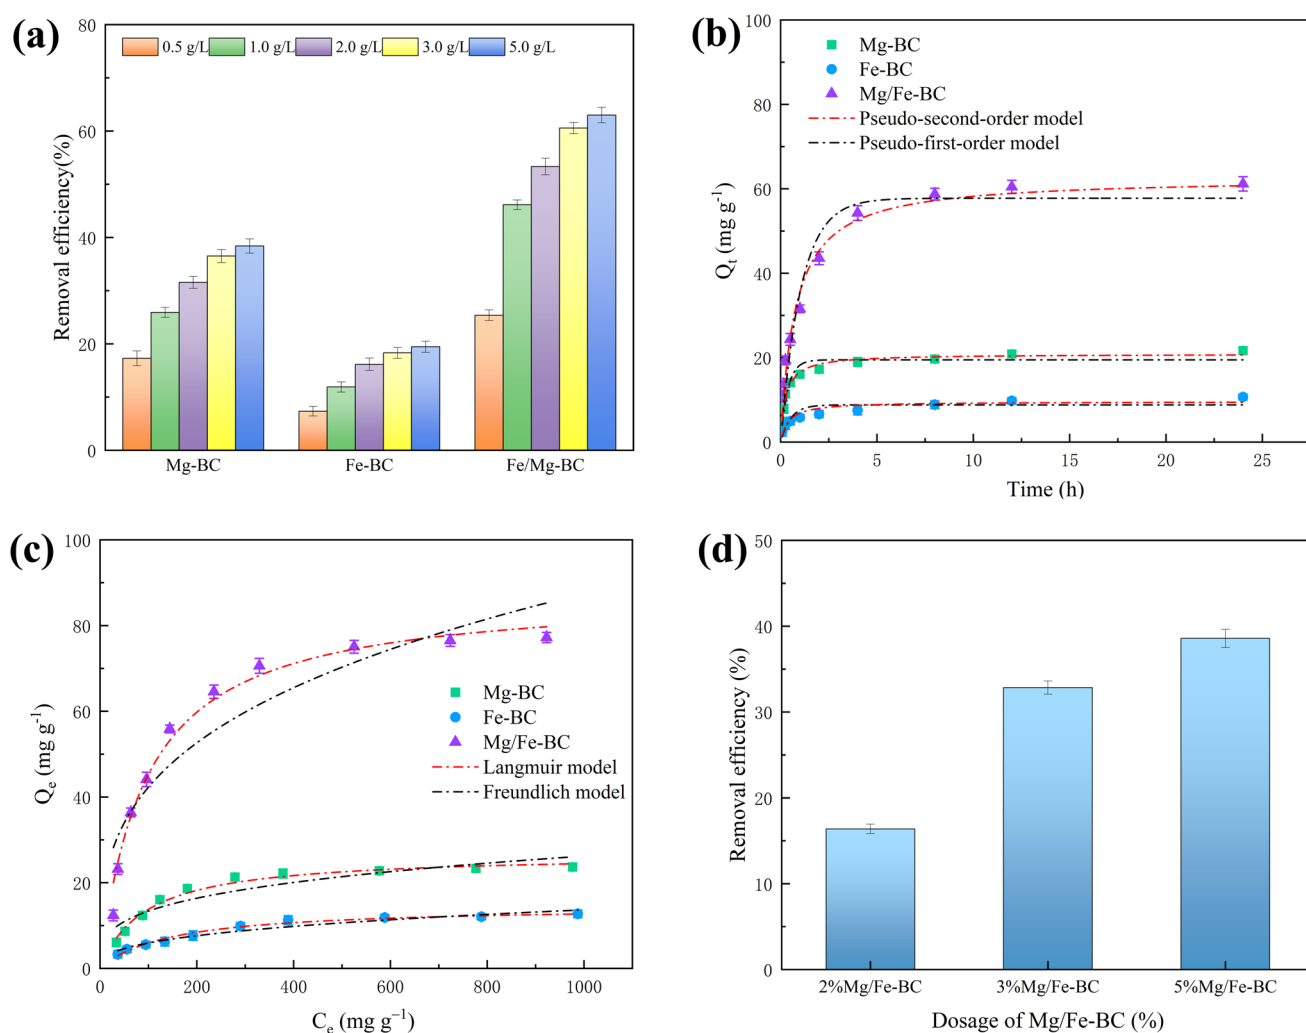 (a)
80
60
40
20
0
Removal efficiency(%)
0.5 g/L 1.0 g/L 2.0 g/L 3.0 g/L 5.0 g/L
Mg-BC Fe-BC Fe/Mg-BC
(b)
100
80
60
40
20
0
Qt (mg g-1)
Mg-BC
Fe-BC
Mg/Fe-BC
Pseudo-second-order model
Pseudo-first-order model
0 5 10 15 20 25
Time (h)
(c)
100
80
60
40
20
0
Qe (mg g-1)
Mg-BC
Fe-BC
Mg/Fe-BC
Langmuir model
Freundlich model
0 200 400 600 800 1000
Ce (mg g–1)
(d)
50
40
30
20
10
0
Removal efficiency (%)
2%Mg/Fe-BC 3%Mg/Fe-BC 5%Mg/Fe-BC
Dosage of Mg/Fe-BC (%)